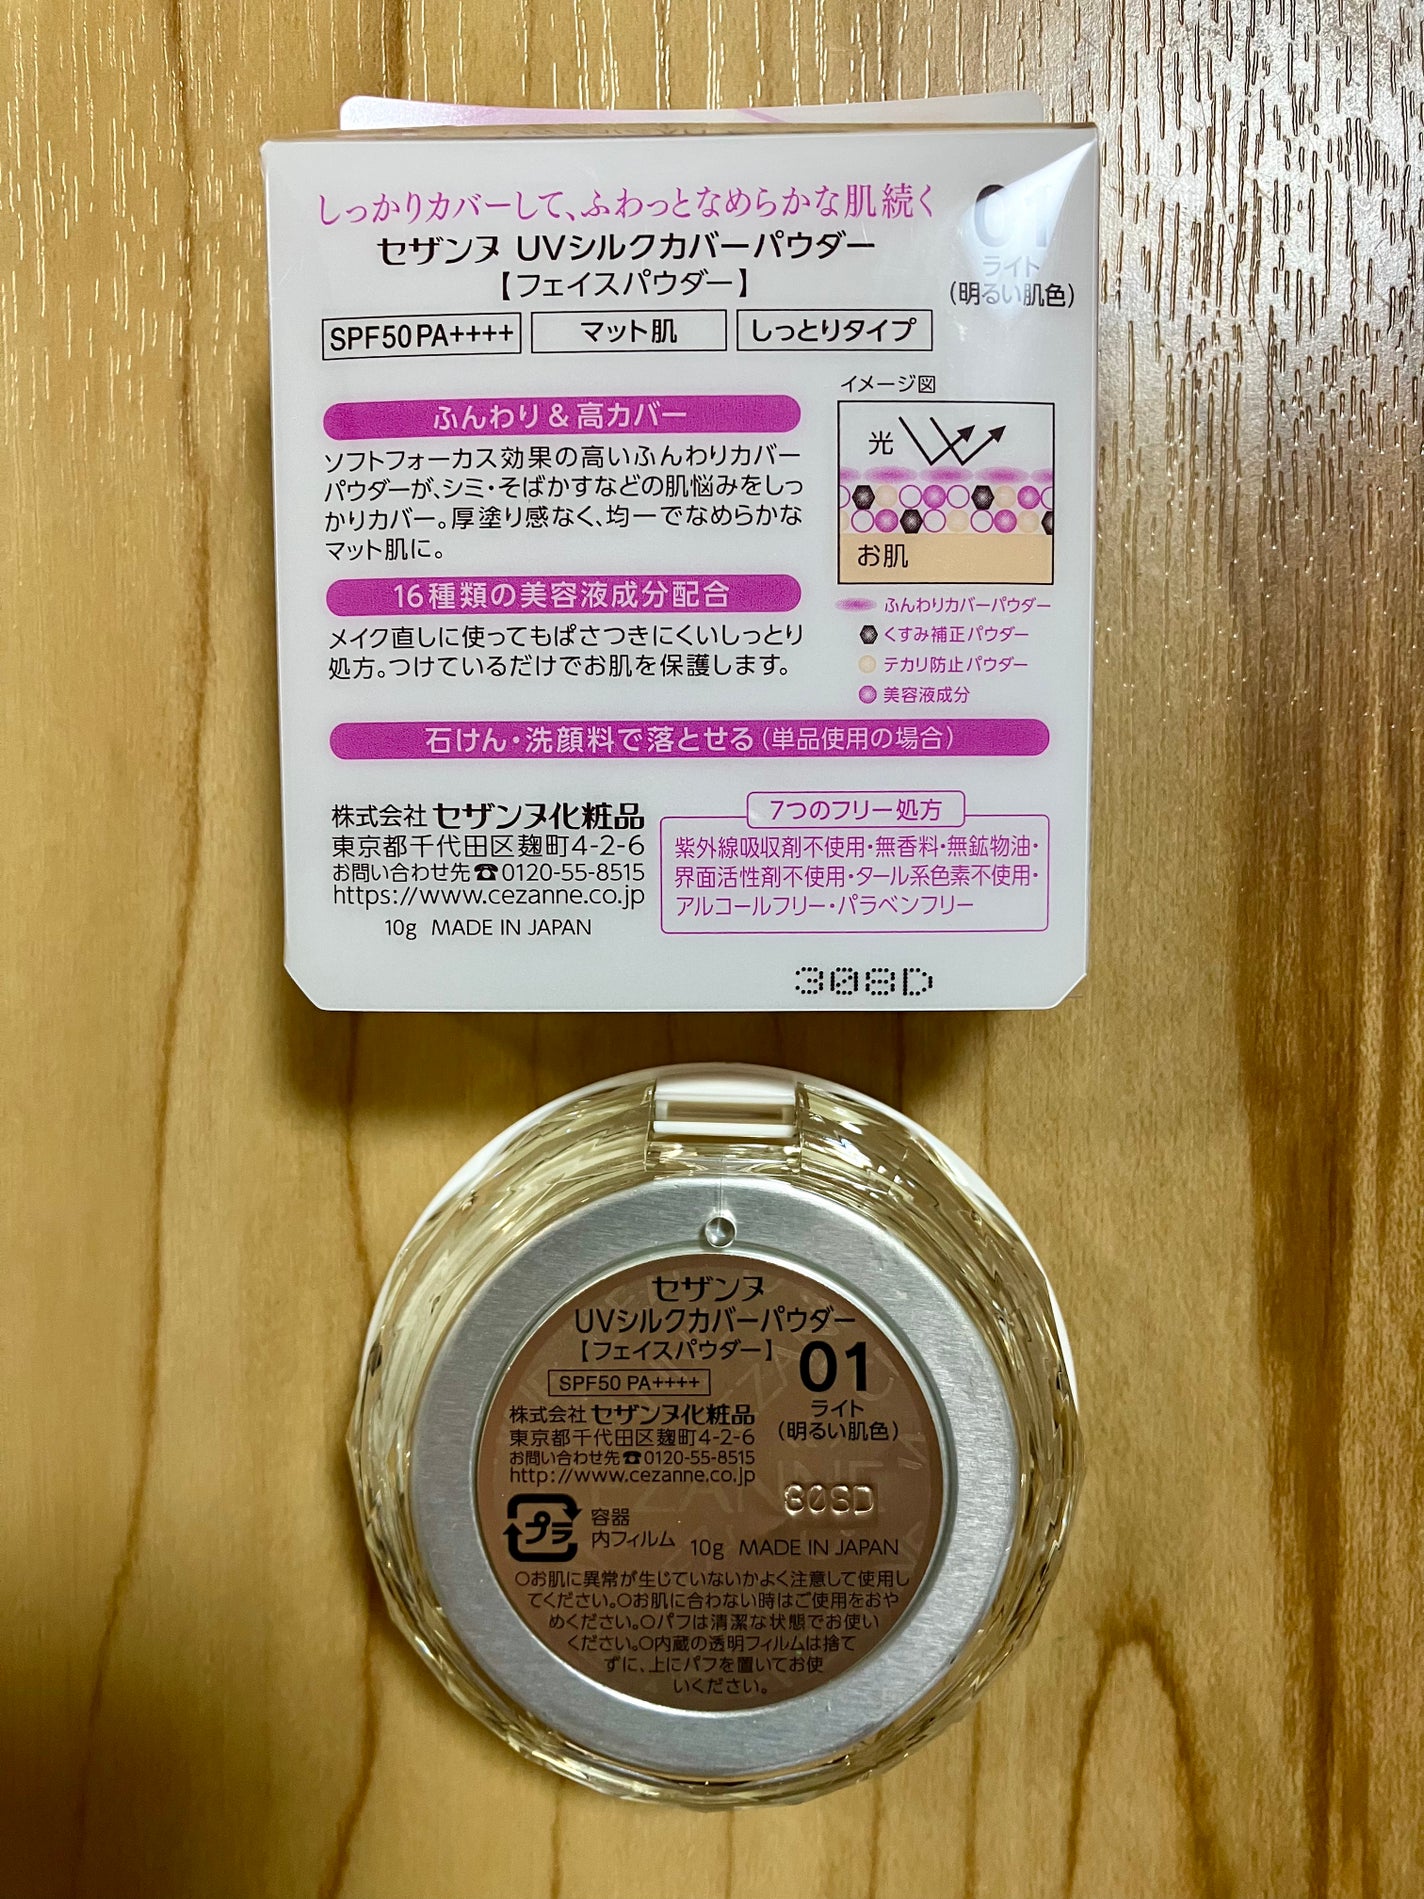 しっかりカバーして、ふわっとなめらかな肌続く
セザンヌ UVシルクカバーパウダー
【フェイスパウダー】
01
ライト
(明るい肌色)
SPF50 PA++++
マット肌
しっとりタイプ
ふんわり&高カバー
ソフトフォーカス効果の高いふんわりカバー
パウダーが、シミ・そばかすなどの肌悩みをしっ
かりカバー。厚塗り感なく、均一でなめらかな
マット肌に。
16種類の美容液成分配合
メイク直しに使ってもぱさつきにくいしっとり
処方。つけているだけでお肌を保護します。
イメージ図
光
お肌
ふんわりカバーパウダー
くすみ補正パウダー
テカリ防止パウダー
美容液成分
石けん・洗顔料で落とせる(単品使用の場合)
株式会社 セザンヌ化粧品
東京都千代田区麹町4-2-6
お問い合わせ先☎0120-55-8515
https://www.cezanne.co.jp
10g MADE IN JAPAN
7つのフリー処方
紫外線吸収剤不使用・無香料・無鉱物油・
界面活性剤不使用・タール系色素不使用・
アルコールフリー・パラベンフリー
308D
セザンヌ
UVシルクカバーパウダー
【フェイスパウダー】
01
SPF50 PA++++
ライト
(明るい肌色)
株式会社 セザンヌ化粧品
東京都千代田区麹町4-2-6
お問い合わせ先☎0120-55-8515
http://www.cezanne.co.jp
308D
プラ
容器
内フィルム
10g MADE IN JAPAN
○お肌に異常が生じていないかよく注意して使用し
てください。○お肌に合わない時はご使用をおや
めください。○パフは清潔な状態でお使い
ください。○内蔵の透明フィルムは捨て
ずに、上にパフを置いてお使
いください。